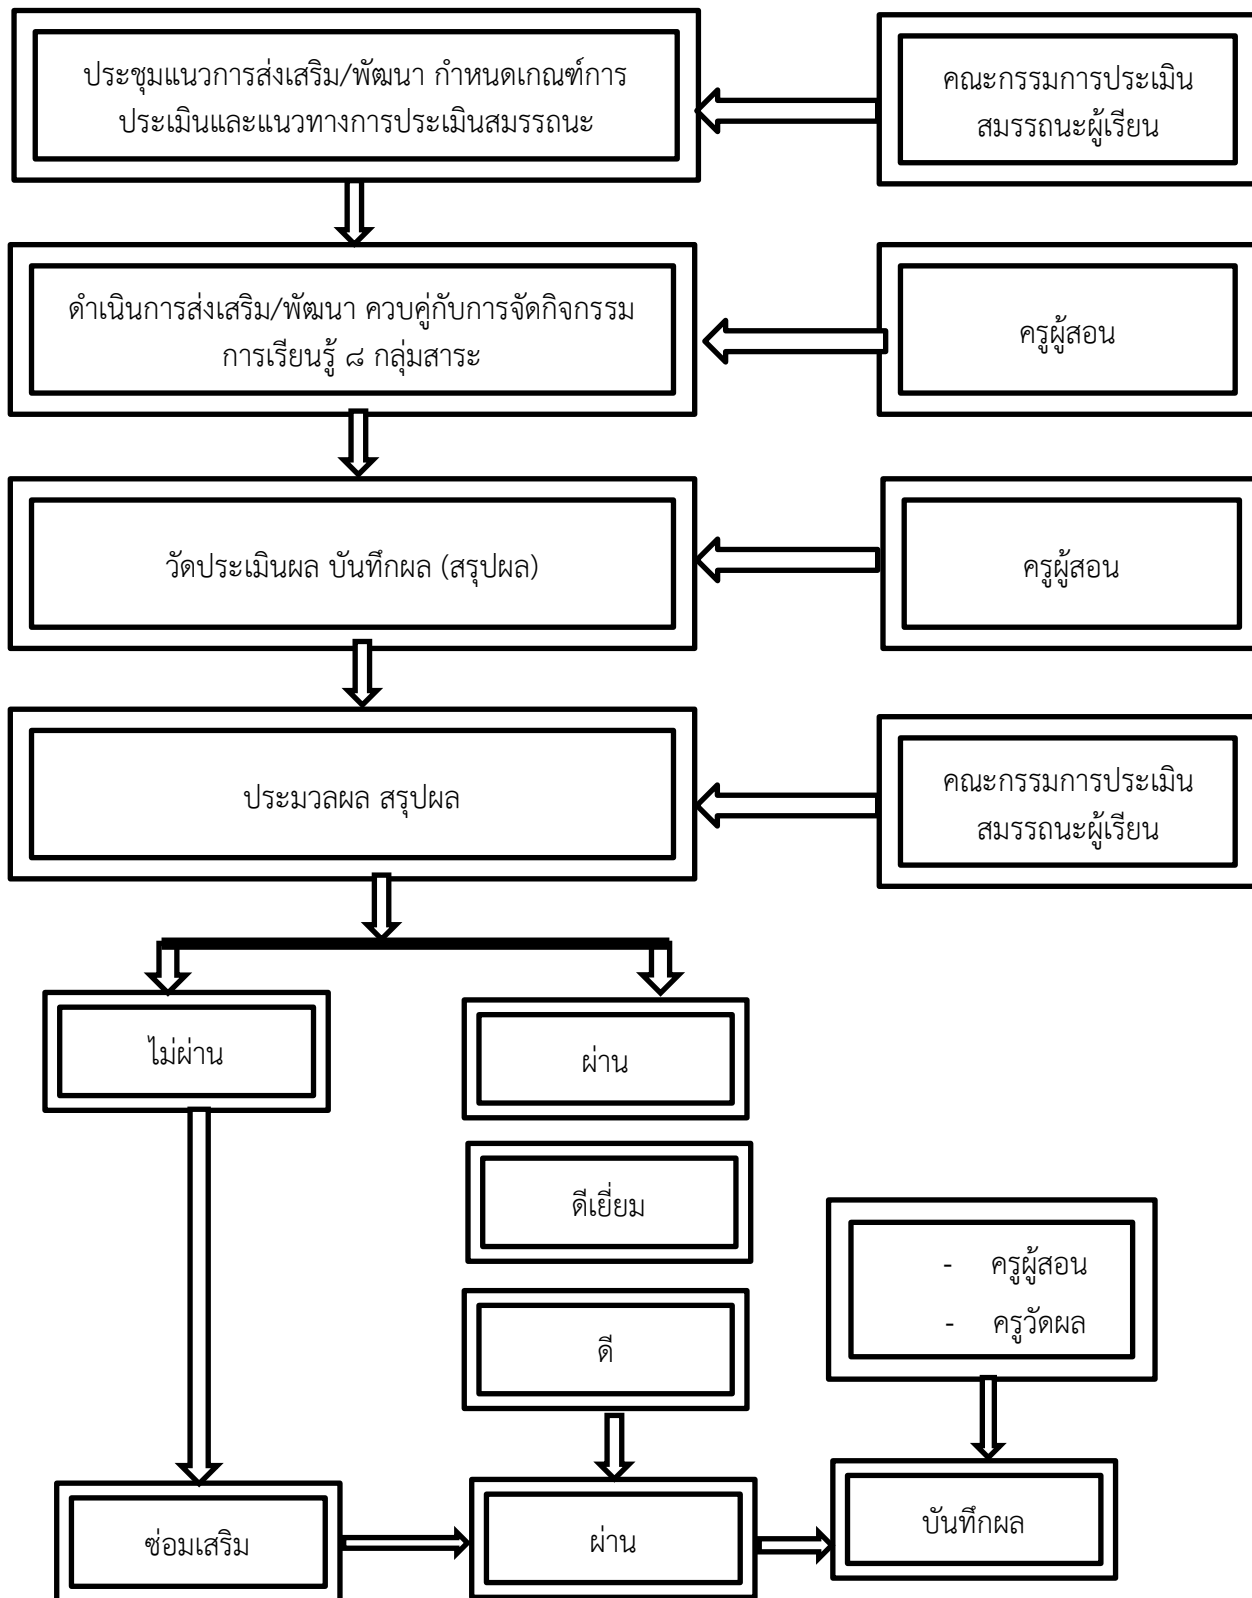 ประชุมแนวการส่งเสริม/พัฒนา กำหนดเกณฑ์การ
ประเมินและแนวทางการประเมินสมรรถนะ
คณะกรรมการประเมิน
สมรรถนะผู้เรียน
ดำเนินการส่งเสริม/พัฒนา ควบคู่กับการจัดกิจกรรม
การเรียนรู้ ๘ กลุ่มสาระ
ครูผู้สอน
วัดประเมินผล บันทึกผล (สรุปผล)
ครูผู้สอน
ประมวลผล สรุปผล
คณะกรรมการประเมิน
สมรรถนะผู้เรียน
ไม่ผ่าน
ผ่าน
ดีเยี่ยม
- ครูผู้สอน
- ครูวัดผล
ดี
ซ่อมเสริม
ผ่าน
บันทึกผล